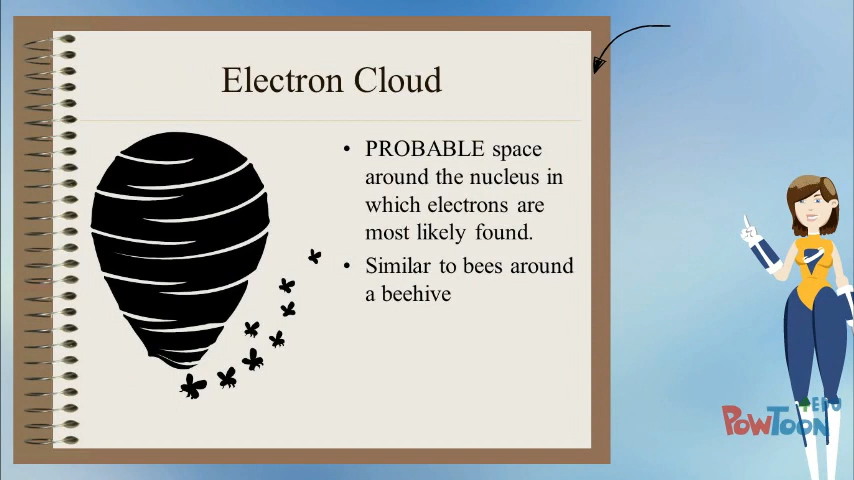 Electron Cloud
• PROBABLE space
around the nucleus in
which electrons are
most likely found.
• Similar to bees around
a beehive
EDU
POWTOON